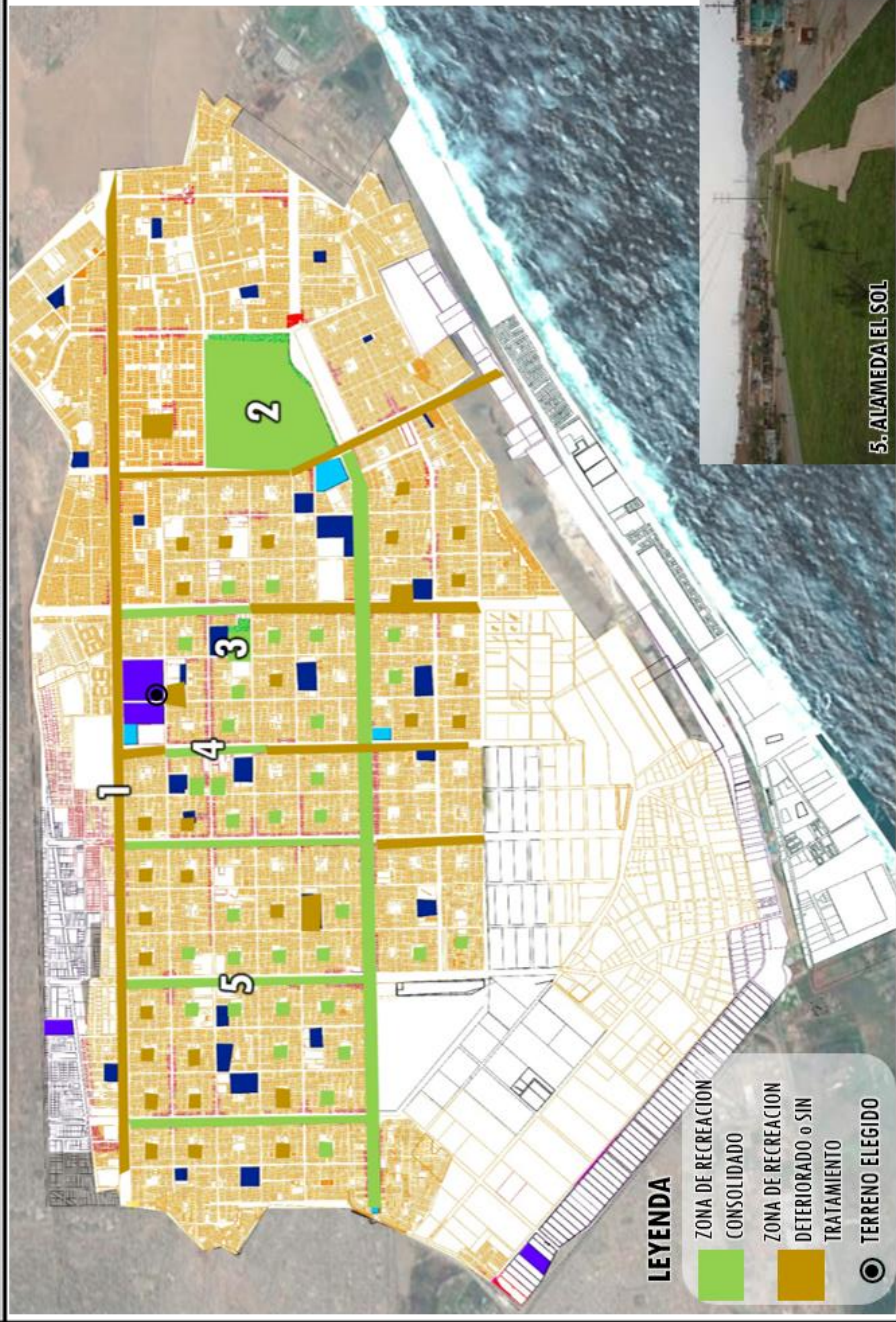 1
2
3
4
5
5. ALAMEDA EL SOL
LEYENDA
ZONA DE RECREACION
CONSOLIDADO
ZONA DE RECREACION
DETERIORADO o SIN
TRATAMIENTO
TERRENO ELEGIDO